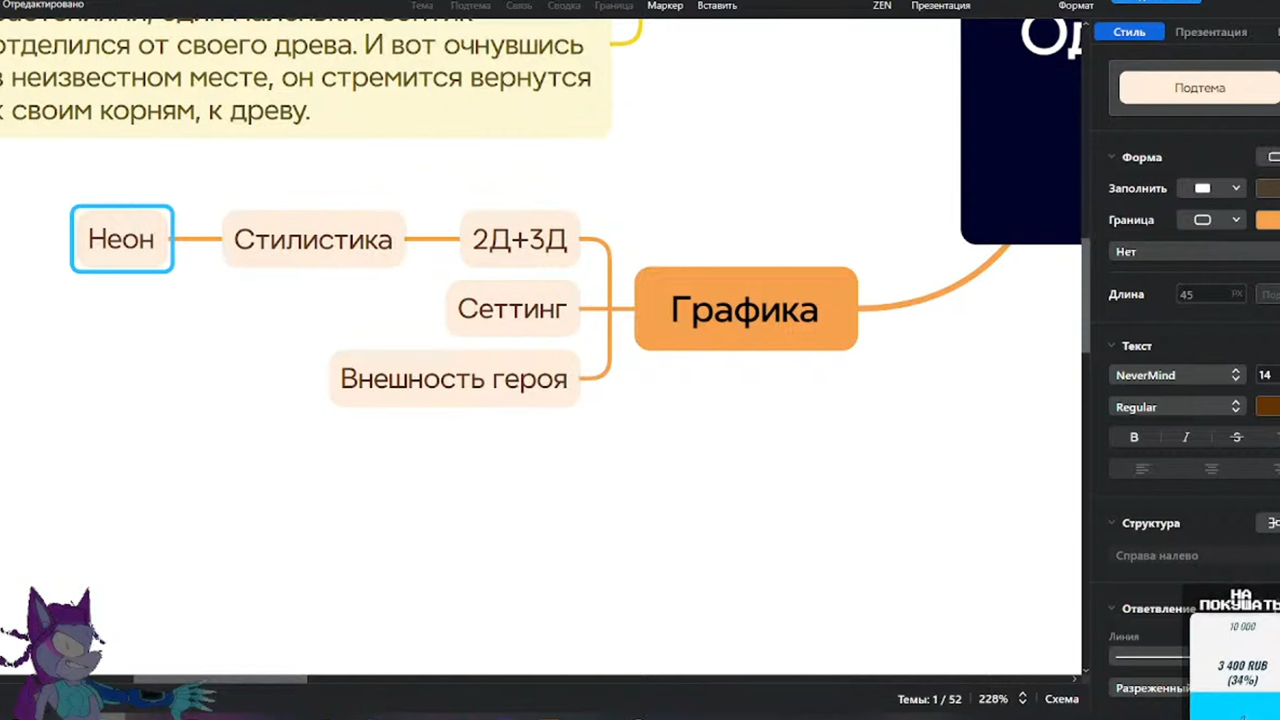 Отредактировано
Тема Подтема Связь Сводка Граница Маркер Вставить ZEN Презентация Формат
отделился от своего древа. И вот очнувшись
в неизвестном месте, он стремится вернутся
к своим корням, к древу.
Неон
Стилистика
2Д+3Д
Сеттинг
Внешность героя
Графика
Стиль Презентация
Подтема
Форма
Заполнить
Граница
Нет
Длина 45 PX
Текст
NeverMind 14
Regular
B I S
Структура
Справа налево
Ответвление
Линия
Разреженный
НА
ПОКУШАТЬ
10 000
3 400 RUB
(34%)
Темы: 1 / 52 228% Схема